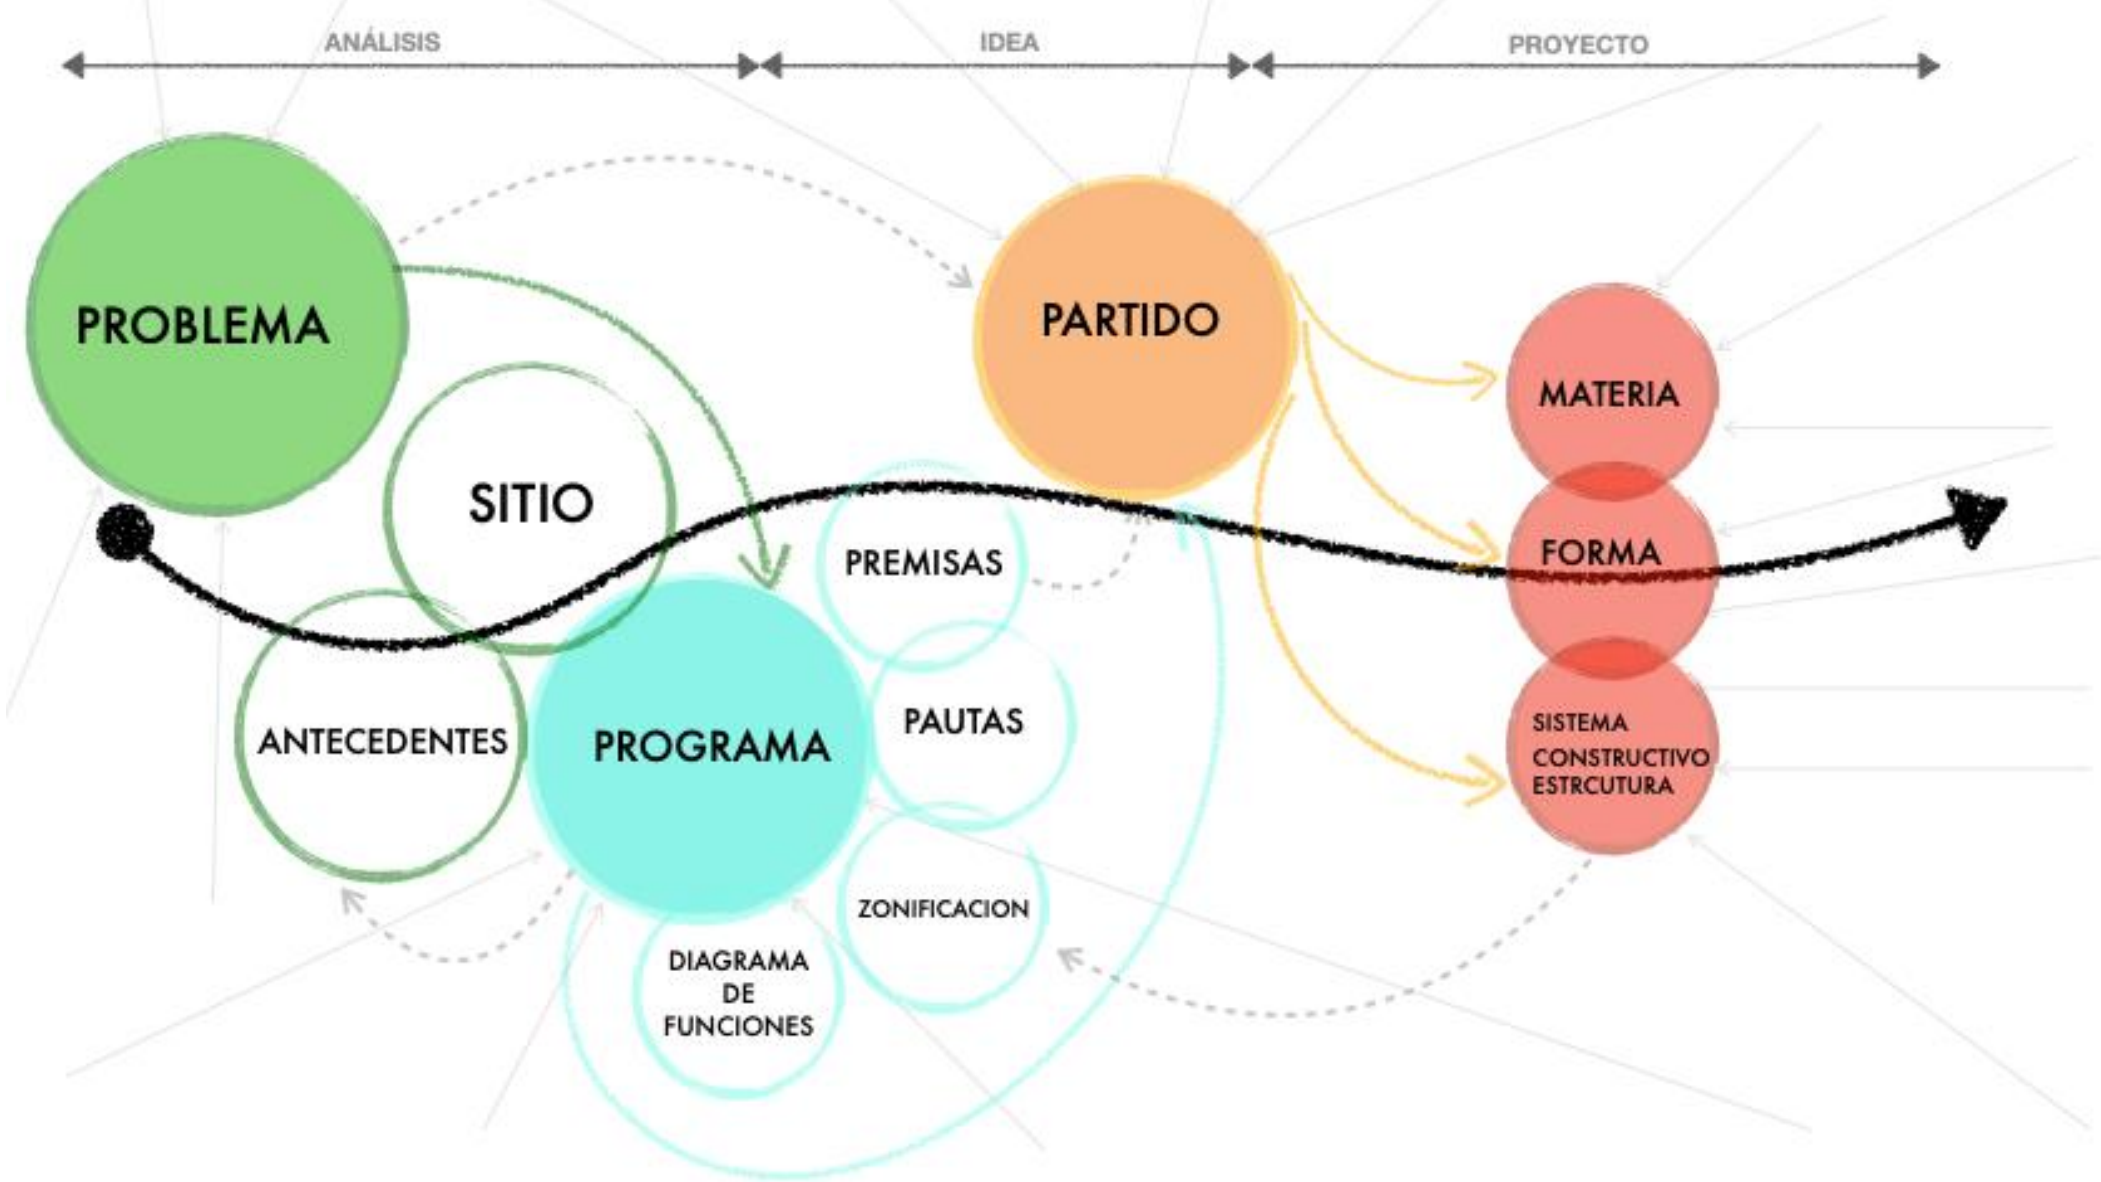 ANÁLISIS
IDEA
PROYECTO
PROBLEMA
SITIO
ANTECEDENTES
PROGRAMA
PREMISAS
PAUTAS
ZONIFICACION
DIAGRAMA
DE
FUNCIONES
PARTIDO
MATERIA
FORMA
SISTEMA
CONSTRUCTIVO
ESTRCUTURA